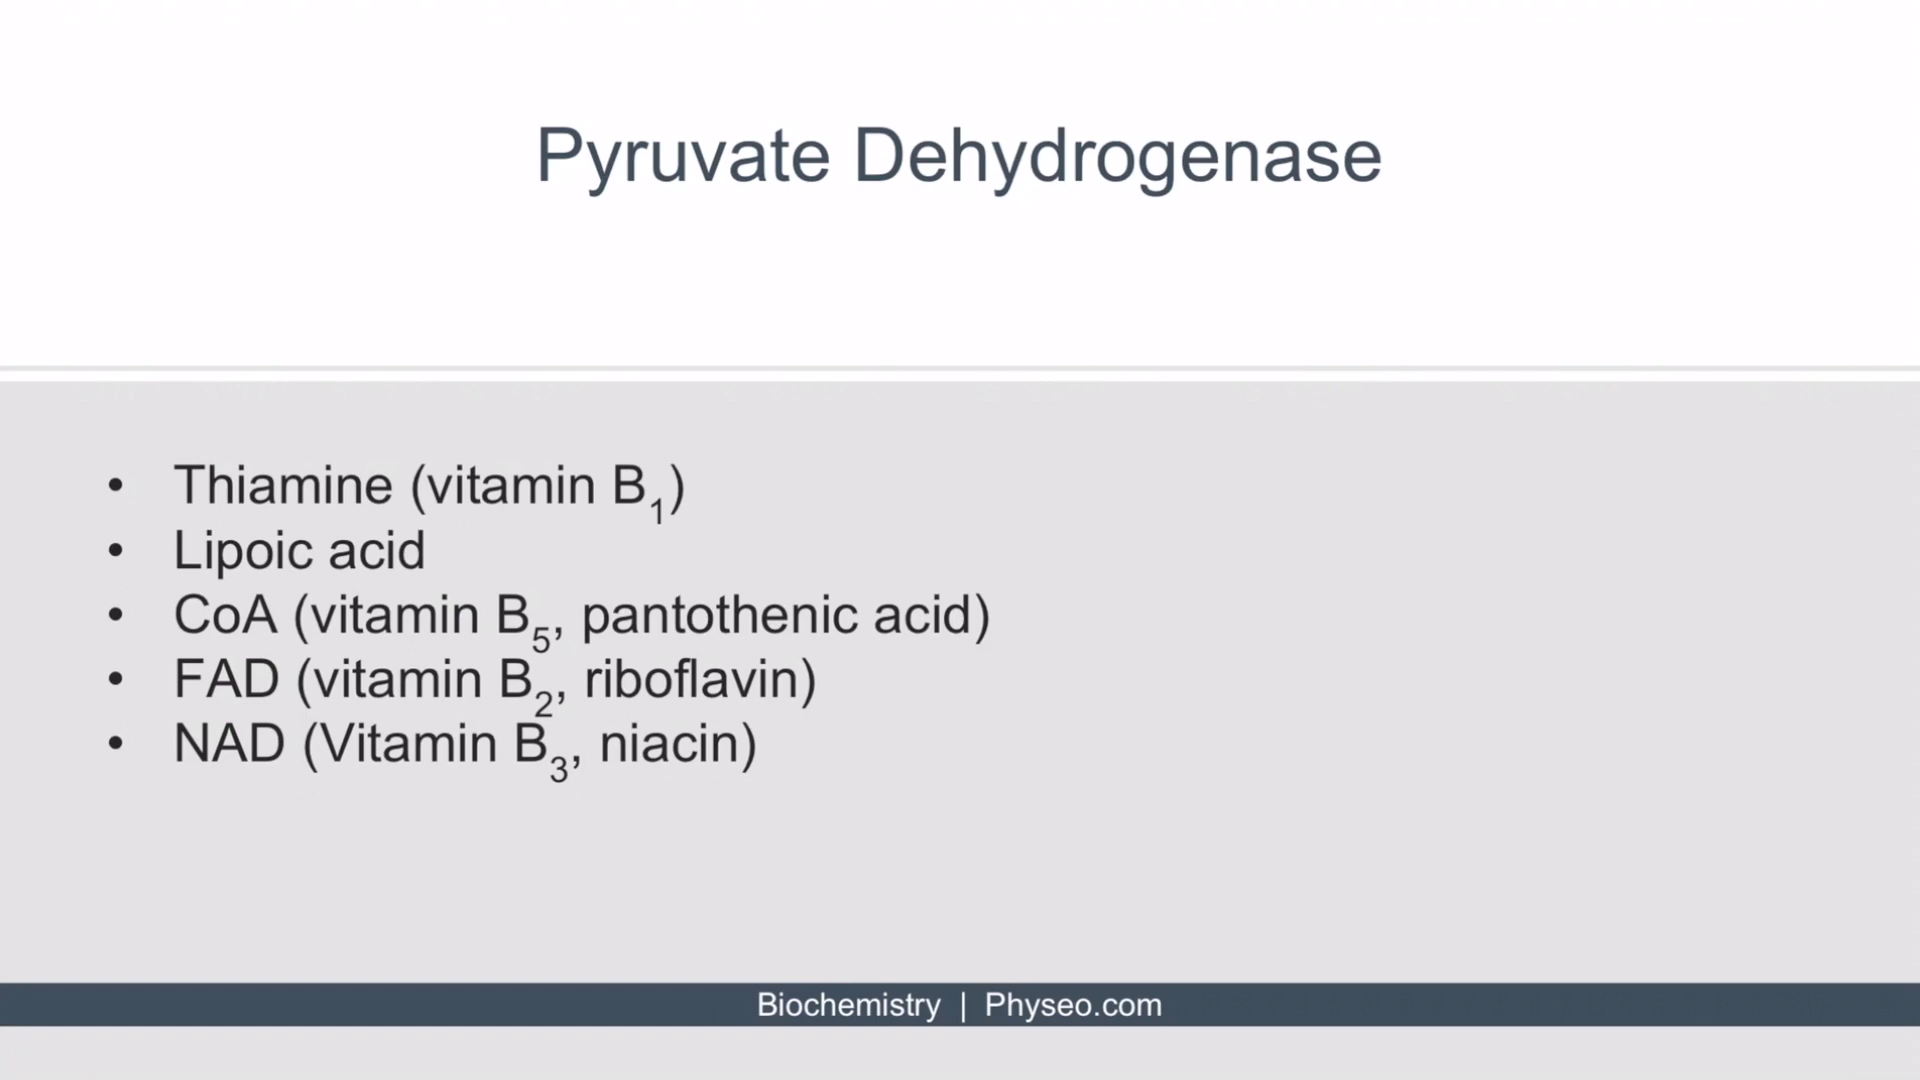 Pyruvate Dehydrogenase
• Thiamine (vitamin B₁)
• Lipoic acid
• CoA (vitamin B₅, pantothenic acid)
• FAD (vitamin B₂, riboflavin)
• NAD (Vitamin B₃, niacin)
Biochemistry | Physeo.com